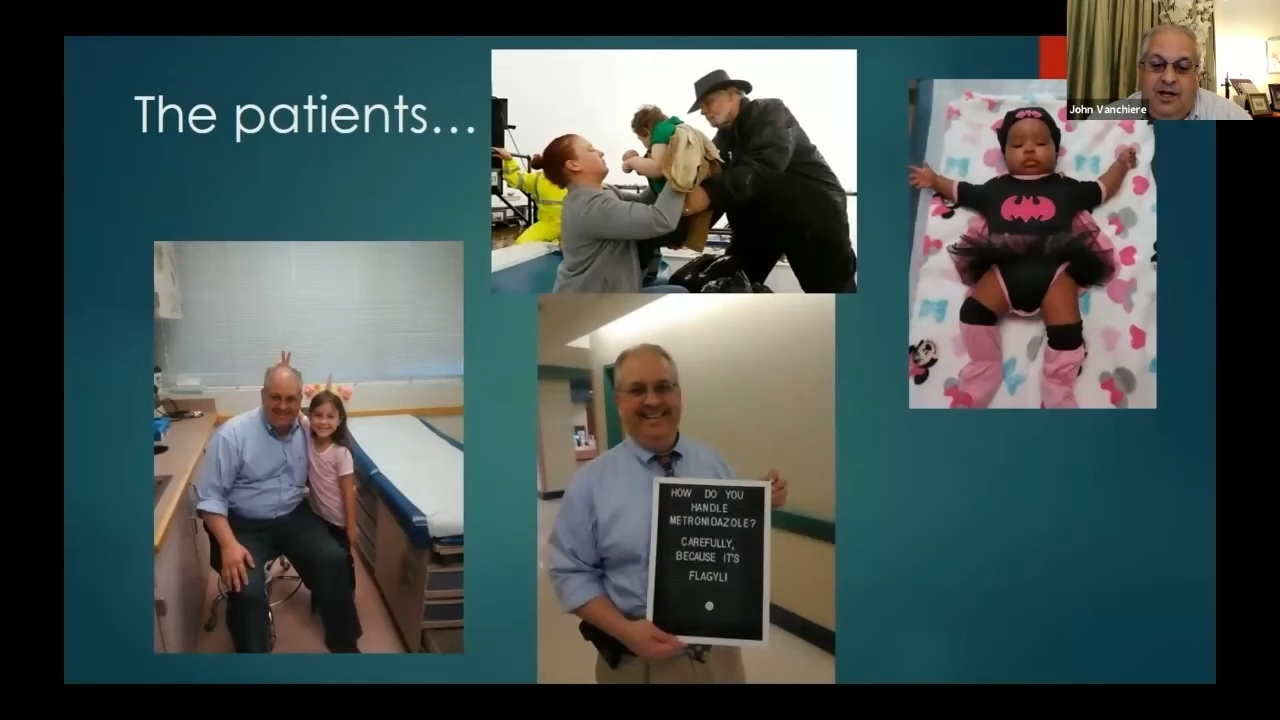 The patients...
John Vanchiere
HOW DO YOU
HANDLE
METRONIDAZOLE?
CAREFULLY,
BECAUSE IT'S
FLAGYL!